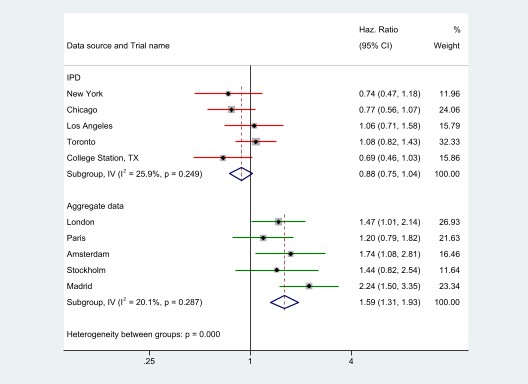 Haz. Ratio %
Data source and Trial name (95% CI) Weight
IPD
New York 0.74 (0.47, 1.18) 11.96
Chicago 0.77 (0.56, 1.07) 24.06
Los Angeles 1.06 (0.71, 1.58) 15.79
Toronto 1.08 (0.82, 1.43) 32.33
College Station, TX 0.69 (0.46, 1.03) 15.86
Subgroup, IV (I² = 25.9%, p = 0.249) 0.88 (0.75, 1.04) 100.00
Aggregate data
London 1.47 (1.01, 2.14) 26.93
Paris 1.20 (0.79, 1.82) 21.63
Amsterdam 1.74 (1.08, 2.81) 16.46
Stockholm 1.44 (0.82, 2.54) 11.64
Madrid 2.24 (1.50, 3.35) 23.34
Subgroup, IV (I² = 20.1%, p = 0.287) 1.59 (1.31, 1.93) 100.00
Heterogeneity between groups: p = 0.000
.25 1 4